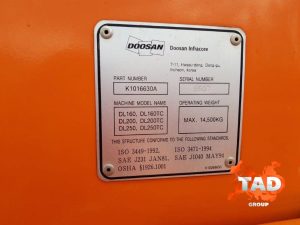 DOOSAN
Doosan Infracore
Incheon, Korea
PART NUMBER
SERIAL NUMBER
K1016630A
MACHINE MODEL NAME
OPERATING WEIGHT
DL160, DL160TC
DL200, DL200TC
DL250, DL250TC
MAX. 14,500KG
THIS STRUCTURE CONFORMS TO THE FOLLOWING STANDARDS.
ISO 3449-1992, ISO 3471-1994
SAE J231 JAN81, SAE J1040 MAY94
OSHA §1926.1001
TAD
GROUP